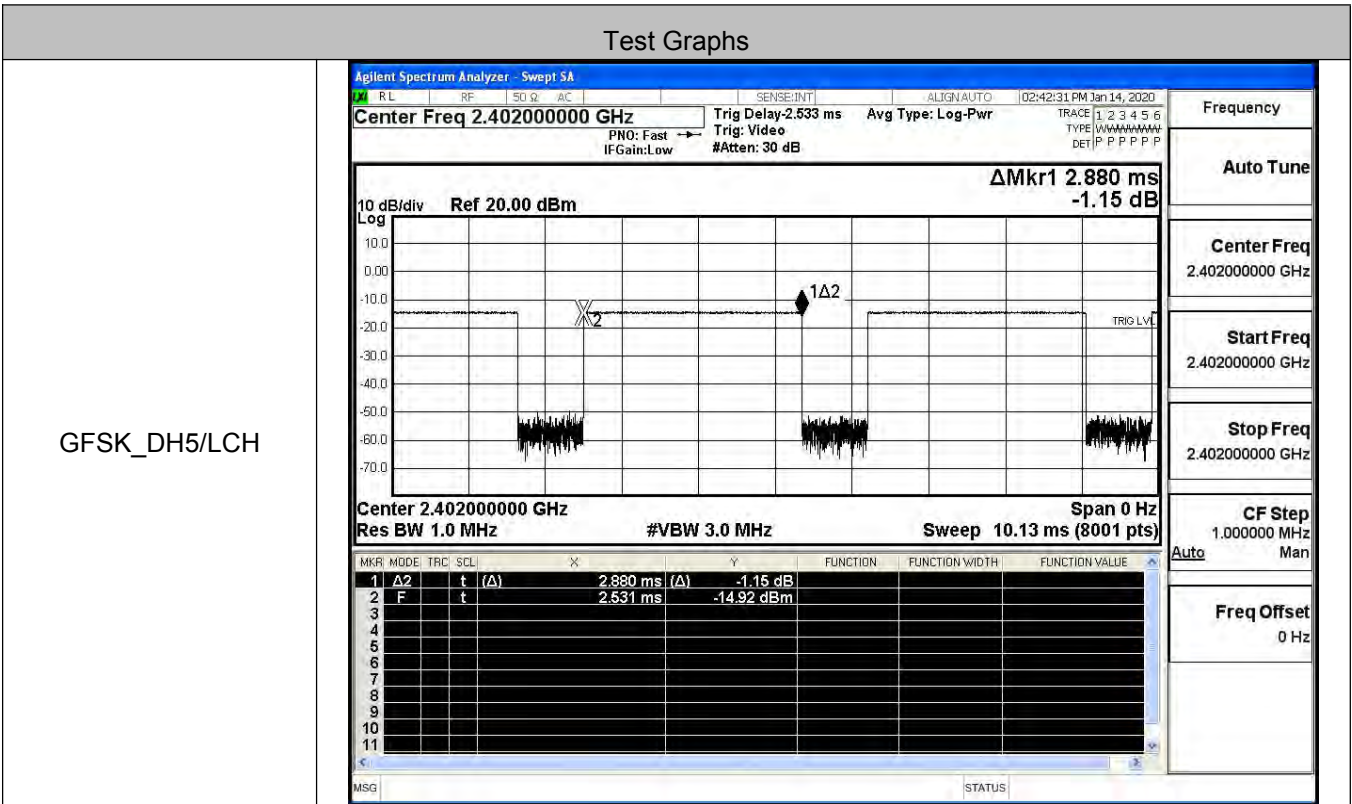 Test Graphs
GFSK_DH5/LCH
Agilent Spectrum Analyzer - Swept SA
RL RF 50 Ω AC SENSE:INT ALIGN AUTO 02:42:31 PM Jan 14, 2020
Center Freq 2.402000000 GHz
PNO: Fast
IFGain:Low
Trig Delay-2.533 ms
Trig: Video
#Atten: 30 dB
Avg Type: Log-Pwr
TRACE 1 2 3 4 5 6
TYPE WWWWWW
DET P P P P P P
ΔMkr1 2.880 ms
-1.15 dB
10 dB/div Ref 20.00 dBm
Log
10.0
0.00
-10.0
-20.0
-30.0
-40.0
-50.0
-60.0
-70.0
1Δ2
2
TRIG LVL
Center 2.402000000 GHz Span 0 Hz
Res BW 1.0 MHz #VBW 3.0 MHz Sweep 10.13 ms (8001 pts)
MKR MODE TRC SCL X Y FUNCTION FUNCTION WIDTH FUNCTION VALUE
1 Δ2 t (Δ) 2.880 ms (Δ) -1.15 dB
2 F t 2.531 ms -14.92 dBm
3
4
5
6
7
8
9
10
11
MSG STATUS
Frequency
Auto Tune
Center Freq
2.402000000 GHz
Start Freq
2.402000000 GHz
Stop Freq
2.402000000 GHz
CF Step
1.000000 MHz
Auto Man
Freq Offset
0 Hz